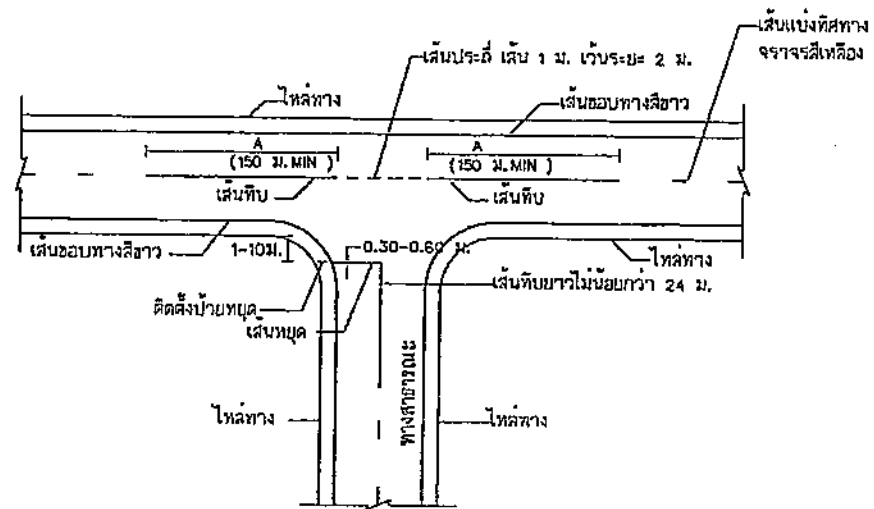 เส้นแบ่งทิศทาง
จราจรสีเหลือง
เส้นประถี่ เส้น 1 ม. เว้นระยะ 2 ม.
ไหล่ทาง
เส้นขอบทางสีขาว
A
(150 ม. MIN )
A
(150 ม. MIN )
เส้นทึบ
เส้นทึบ
เส้นขอบทางสีขาว
1-10ม.
0.30-0.60 ม.
ไหล่ทาง
เส้นทึบยาวไม่น้อยกว่า 24 ม.
ติดตั้งป้ายหยุด
เส้นหยุด
ทางสาธารณะ
ไหล่ทาง
ไหล่ทาง